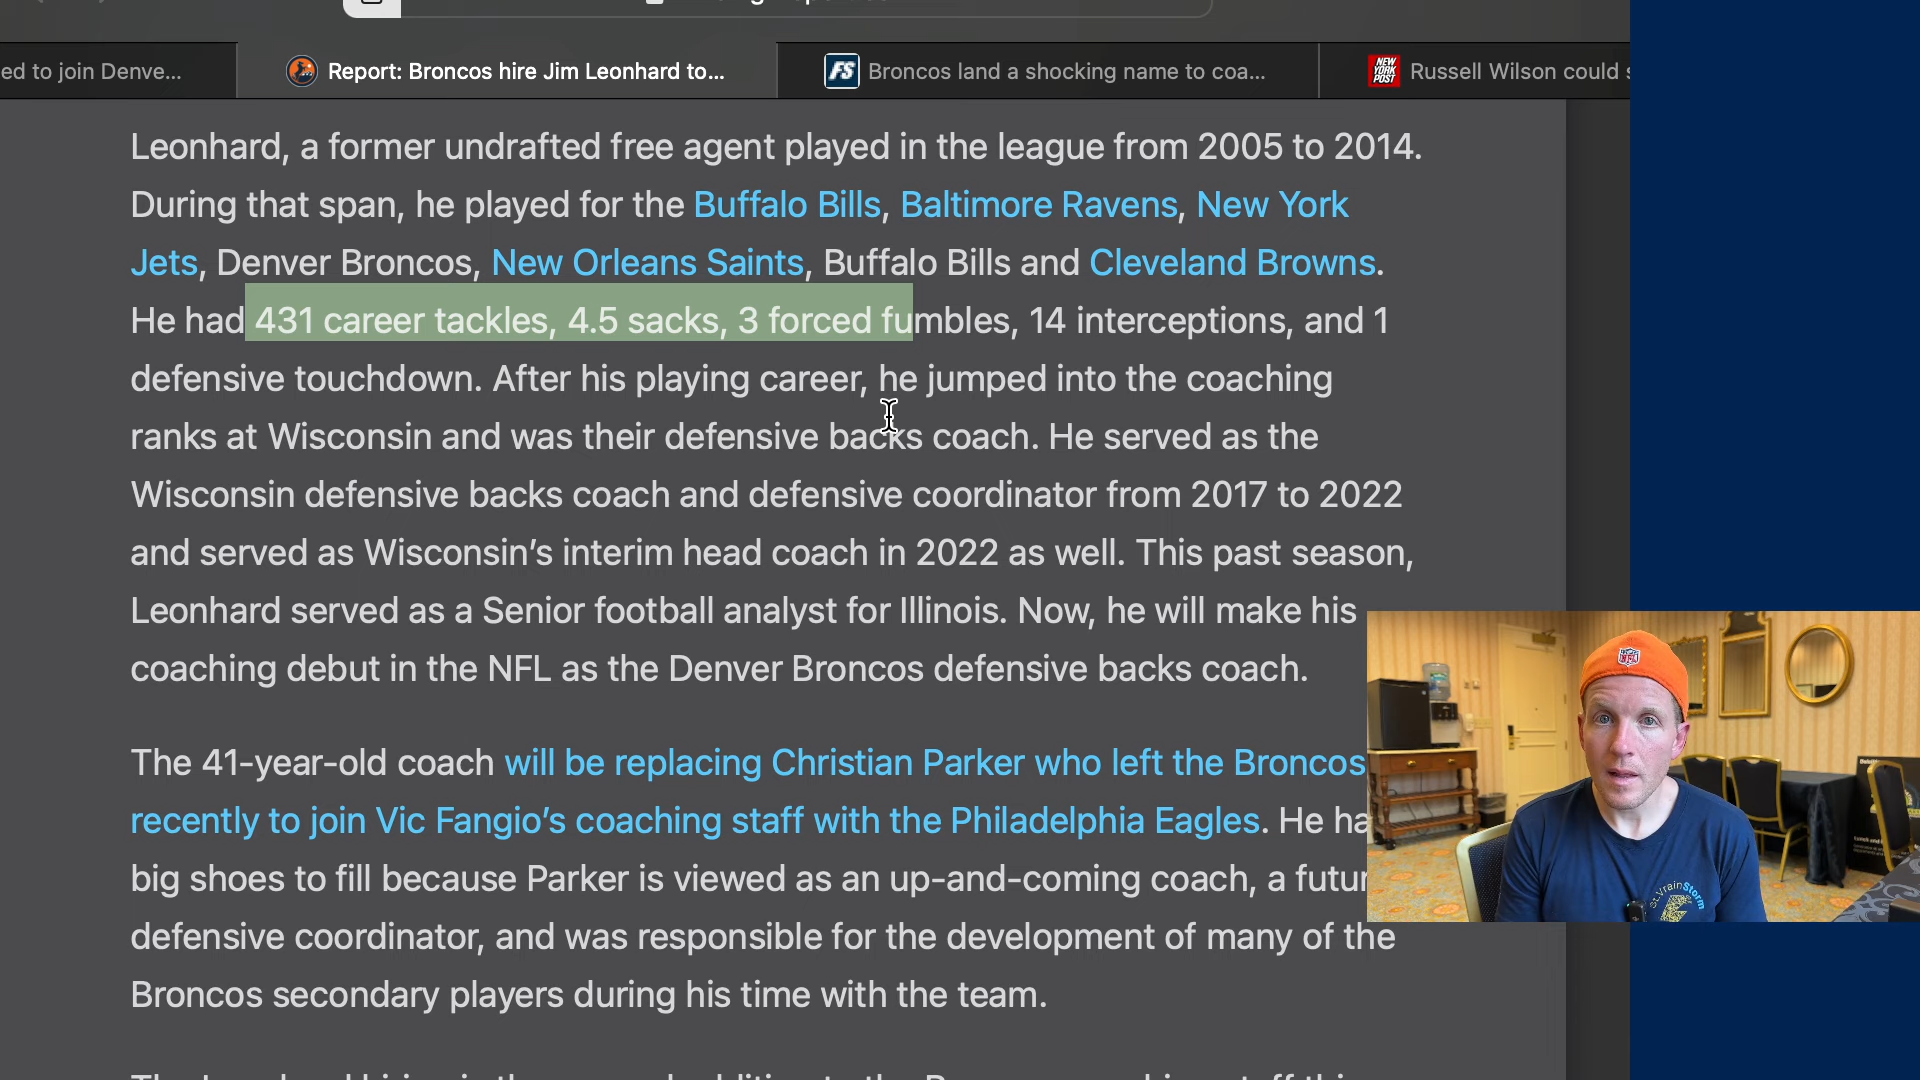 ed to join Denve...
Report: Broncos hire Jim Leonhard to...
FS
Broncos land a shocking name to coa...
NEW YORK POST
Russell Wilson could
Leonhard, a former undrafted free agent played in the league from 2005 to 2014.
During that span, he played for the Buffalo Bills, Baltimore Ravens, New York
Jets, Denver Broncos, New Orleans Saints, Buffalo Bills and Cleveland Browns.
He had 431 career tackles, 4.5 sacks, 3 forced fumbles, 14 interceptions, and 1
defensive touchdown. After his playing career, he jumped into the coaching
ranks at Wisconsin and was their defensive backs coach. He served as the
Wisconsin defensive backs coach and defensive coordinator from 2017 to 2022
and served as Wisconsin's interim head coach in 2022 as well. This past season,
Leonhard served as a Senior football analyst for Illinois. Now, he will make his
coaching debut in the NFL as the Denver Broncos defensive backs coach.
The 41-year-old coach will be replacing Christian Parker who left the Broncos
recently to join Vic Fangio's coaching staff with the Philadelphia Eagles. He ha
big shoes to fill because Parker is viewed as an up-and-coming coach, a futur
defensive coordinator, and was responsible for the development of many of the
Broncos secondary players during his time with the team.
NFL
St. Vrain Storm